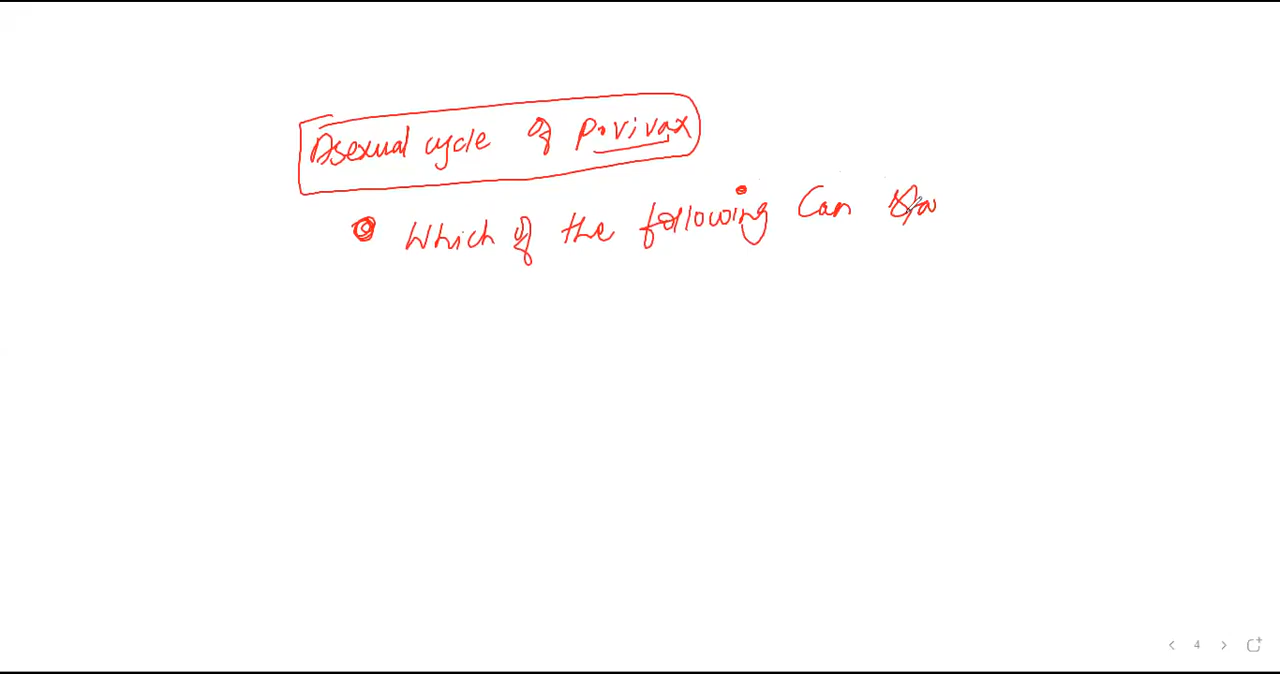 Asexual cycle of P. vivax
Which of the following Can
4